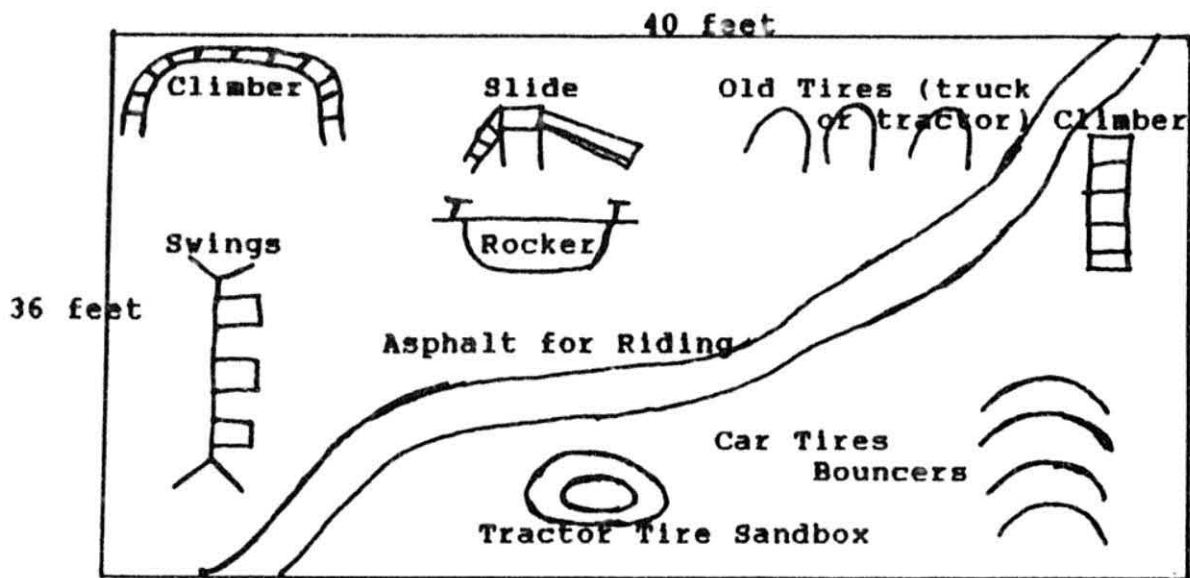 40 feet
Climber
Slide
Old Tires (truck
or tractor) Climber
Swings
Rocker
36 feet
Asphalt for Riding
Car Tires
Bouncers
Tractor Tire Sandbox